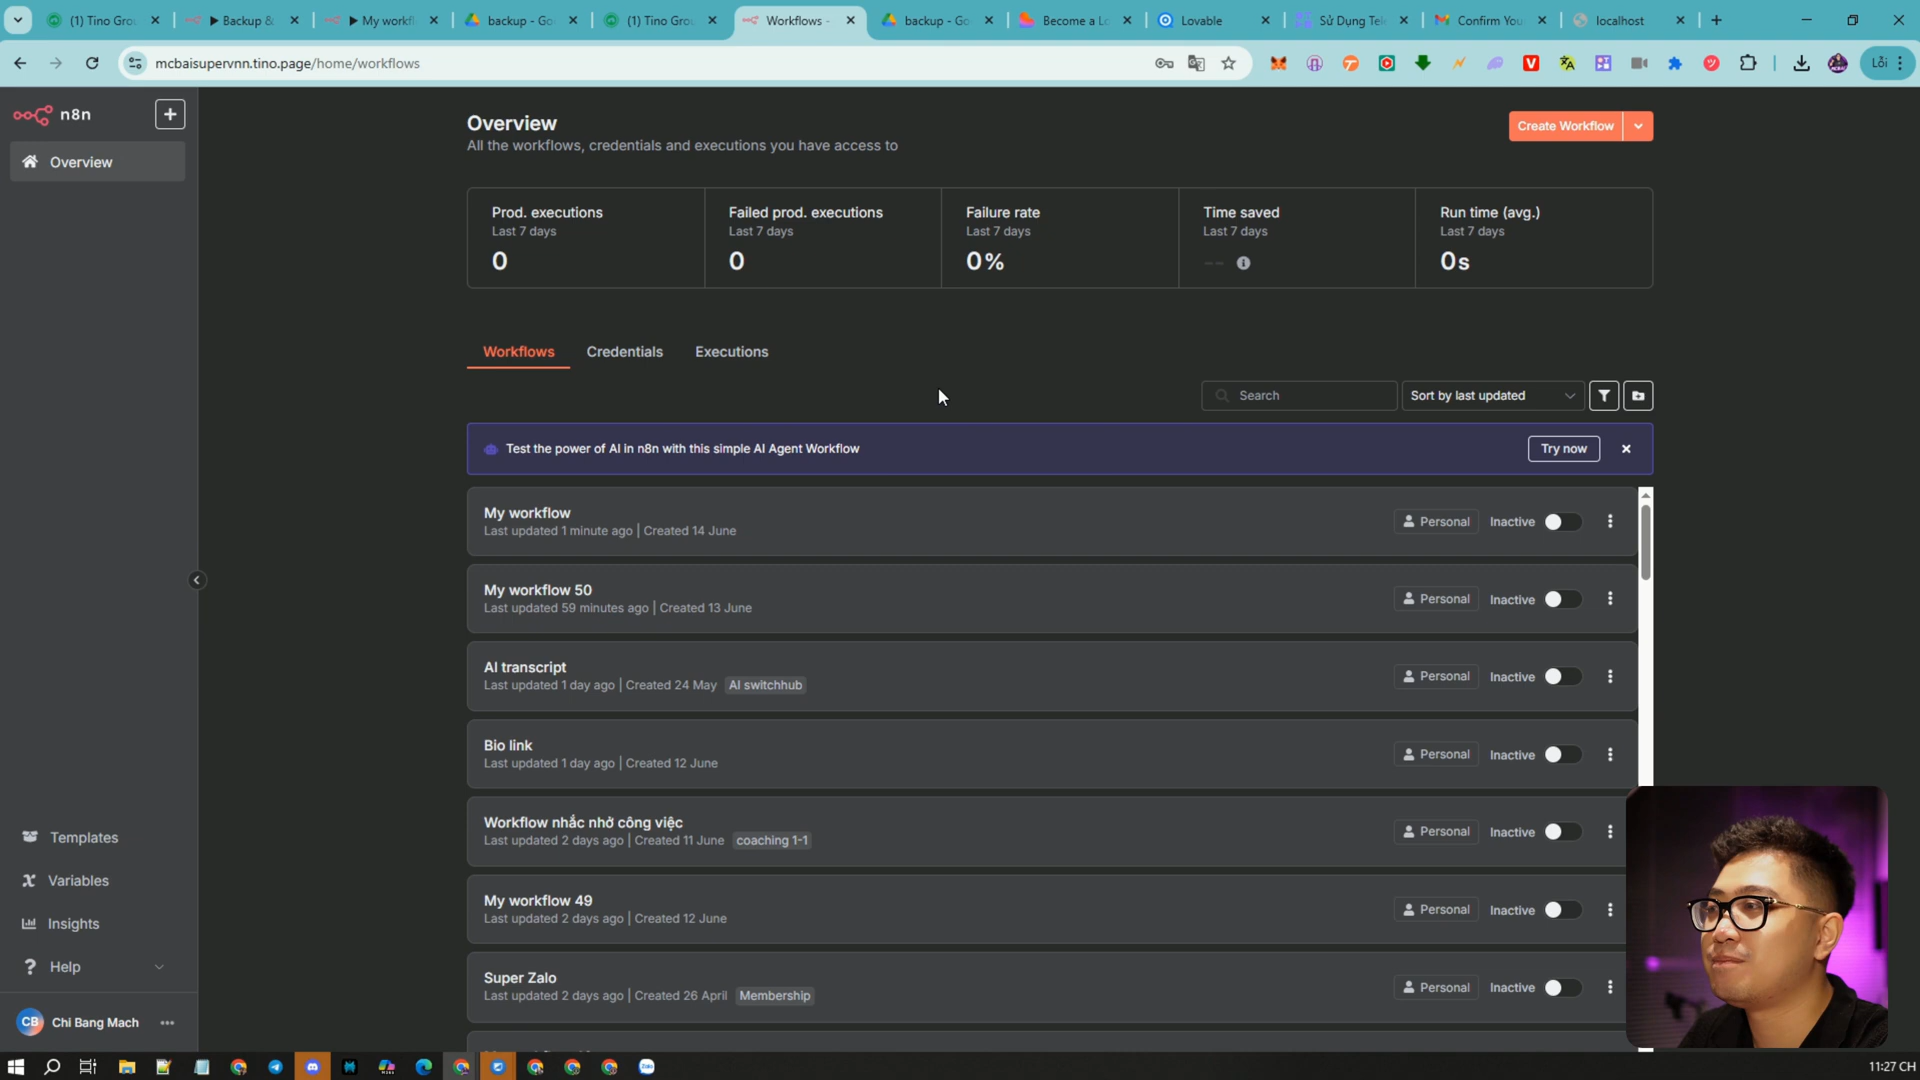 (1) Tino Grou
Backup &
My workfl
backup - Go
(1) Tino Grou
Workflows -
backup - Go
Become a Lo
Lovable
Sử Dụng Tele
Confirm You
localhost
mcbaisupervnn.tino.page/home/workflows
Lỗi
n8n
Overview
Templates
Variables
Insights
Help
CB Chi Bang Mach
Overview
All the workflows, credentials and executions you have access to
Create Workflow
Prod. executions
Last 7 days
0
Failed prod. executions
Last 7 days
0
Failure rate
Last 7 days
0%
Time saved
Last 7 days
--
Run time (avg.)
Last 7 days
0s
Workflows Credentials Executions
Search
Sort by last updated
Test the power of AI in n8n with this simple AI Agent Workflow
Try now
My workflow
Last updated 1 minute ago | Created 14 June
Personal Inactive
My workflow 50
Last updated 59 minutes ago | Created 13 June
Personal Inactive
AI transcript
Last updated 1 day ago | Created 24 May AI switchhub
Personal Inactive
Bio link
Last updated 1 day ago | Created 12 June
Personal Inactive
Workflow nhắc nhở công việc
Last updated 2 days ago | Created 11 June coaching 1-1
Personal Inactive
My workflow 49
Last updated 2 days ago | Created 12 June
Personal Inactive
Super Zalo
Last updated 2 days ago | Created 26 April Membership
Personal Inactive
11:27 CH